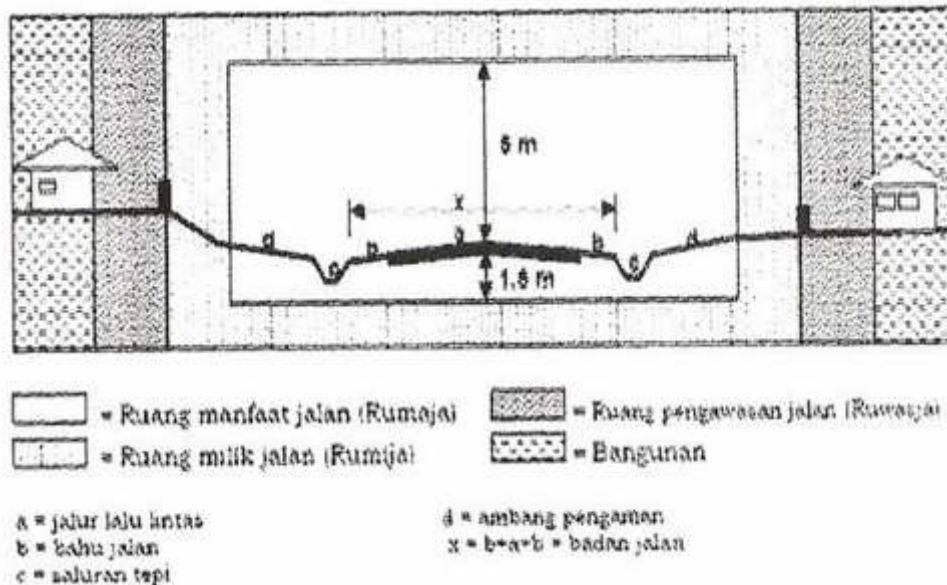 5 m
x
d
b
a
b
d
c
c
1.5 m
= Ruang manfaat jalan (Rumaja)
= Ruang pengawasan jalan (Ruwasja)
= Ruang milik jalan (Rumija)
= Bangunan
a = jalur lalu lintas
d = ambang pengaman
b = bahu jalan
x = b+a+b = badan jalan
c = saluran tepi